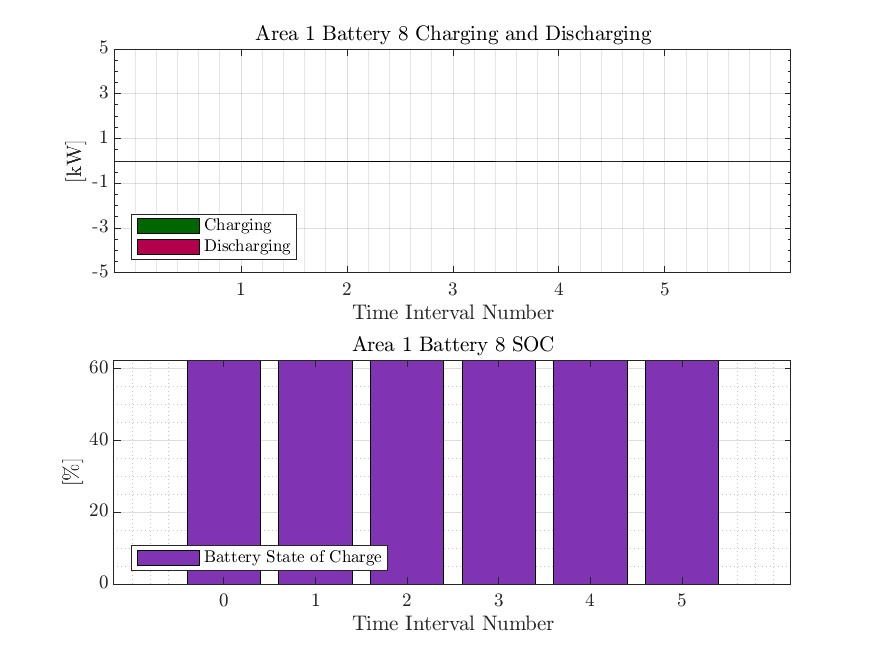 Area 1 Battery 8 Charging and Discharging
5
3
1
-1
-3
-5
[kW]
Charging
Discharging
1 2 3 4 5
Time Interval Number
Area 1 Battery 8 SOC
60
40
20
0
[%]
Battery State of Charge
0 1 2 3 4 5
Time Interval Number